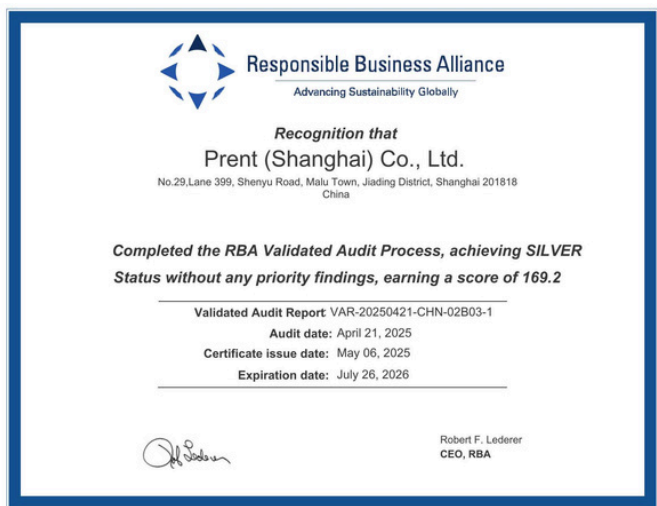 Responsible Business Alliance
Advancing Sustainability Globally
Recognition that
Prent (Shanghai) Co., Ltd.
No.29,Lane 399, Shenyu Road, Malu Town, Jiading District, Shanghai 201818
China
Completed the RBA Validated Audit Process, achieving SILVER
Status without any priority findings, earning a score of 169.2
Validated Audit Report VAR-20250421-CHN-02B03-1
Audit date: April 21, 2025
Certificate issue date: May 06, 2025
Expiration date: July 26, 2026
Rob Lederer
Robert F. Lederer
CEO, RBA